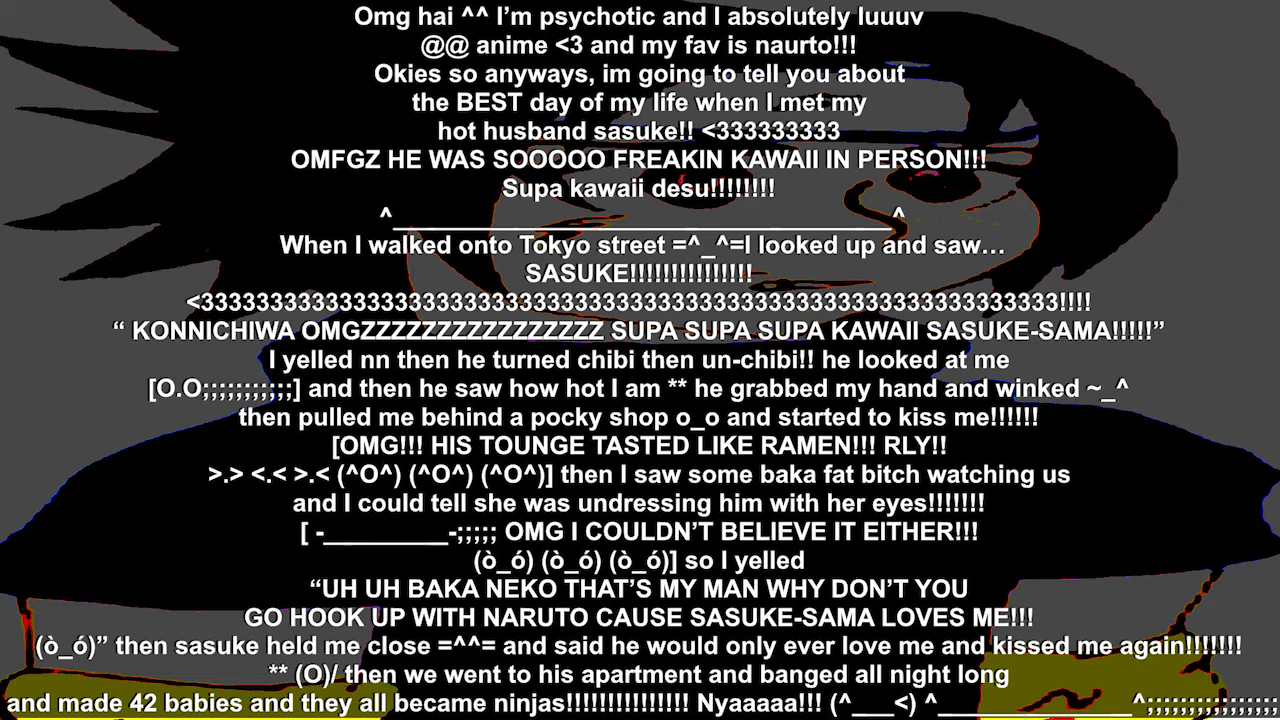 Omg hai ^^ I’m psychotic and I absolutely luuuv
@@ anime <3 and my fav is naurto!!!
Okies so anyways, im going to tell you about
the BEST day of my life when I met my
hot husband sasuke!! <333333333
OMFGZ HE WAS SOOOOO FREAKIN KAWAII IN PERSON!!!
Supa kawaii desu!!!!!!!!
^____________________________________^
When I walked onto Tokyo street =^_^=I looked up and saw…
SASUKE!!!!!!!!!!!!!!!!
<33333333333333333333333333333333333333333333333333333333333333!!!!
“ KONNICHIWA OMGZZZZZZZZZZZZZZZZ SUPA SUPA SUPA KAWAII SASUKE-SAMA!!!!!”
I yelled nn then he turned chibi then un-chibi!! he looked at me
[O.O;;;;;;;;;;;] and then he saw how hot I am ** he grabbed my hand and winked ~_^
then pulled me behind a pocky shop o_o and started to kiss me!!!!!!
[OMG!!! HIS TOUNGE TASTED LIKE RAMEN!!! RLY!!
>.> <.< >.< (^O^) (^O^) (^O^)] then I saw some baka fat bitch watching us
and I could tell she was undressing him with her eyes!!!!!!!
[ -_________-;;;;; OMG I COULDN’T BELIEVE IT EITHER!!!
(ò_ó) (ò_ó) (ò_ó)] so I yelled
“UH UH BAKA NEKO THAT’S MY MAN WHY DON’T YOU
GO HOOK UP WITH NARUTO CAUSE SASUKE-SAMA LOVES ME!!!
(ò_ó)” then sasuke held me close =^^= and said he would only ever love me and kissed me again!!!!!!!
** (O)/ then we went to his apartment and banged all night long
and made 42 babies and they all became ninjas!!!!!!!!!!!!!!!! Nyaaaaa!!! (^___<) ^______________^;;;;;;;;;;;;;;;;